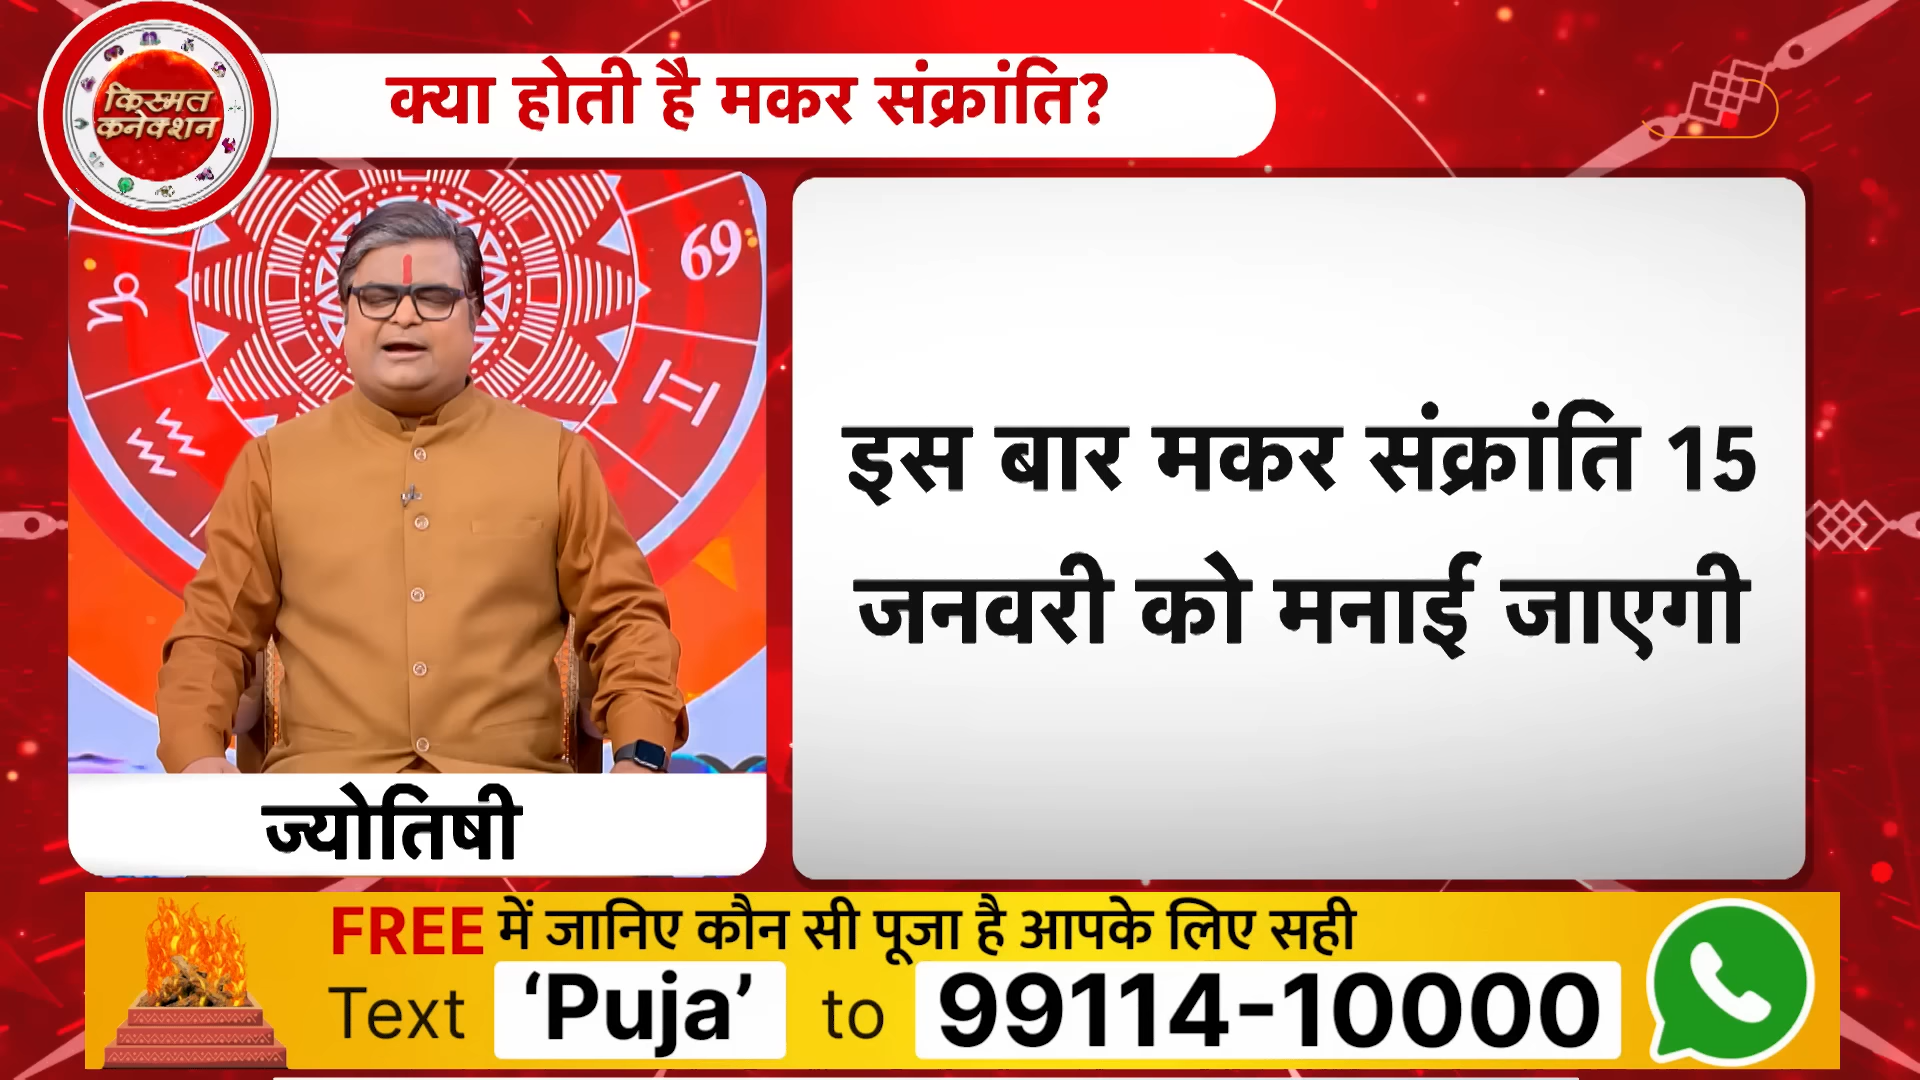 किस्मत
कनेक्शन
क्या होती है मकर संक्रांति?
69
इस बार मकर संक्रांति 15
जनवरी को मनाई जाएगी
ज्योतिषी
FREE में जानिए कौन सी पूजा है आपके लिए सही
Text ‘Puja’ to 99114-10000